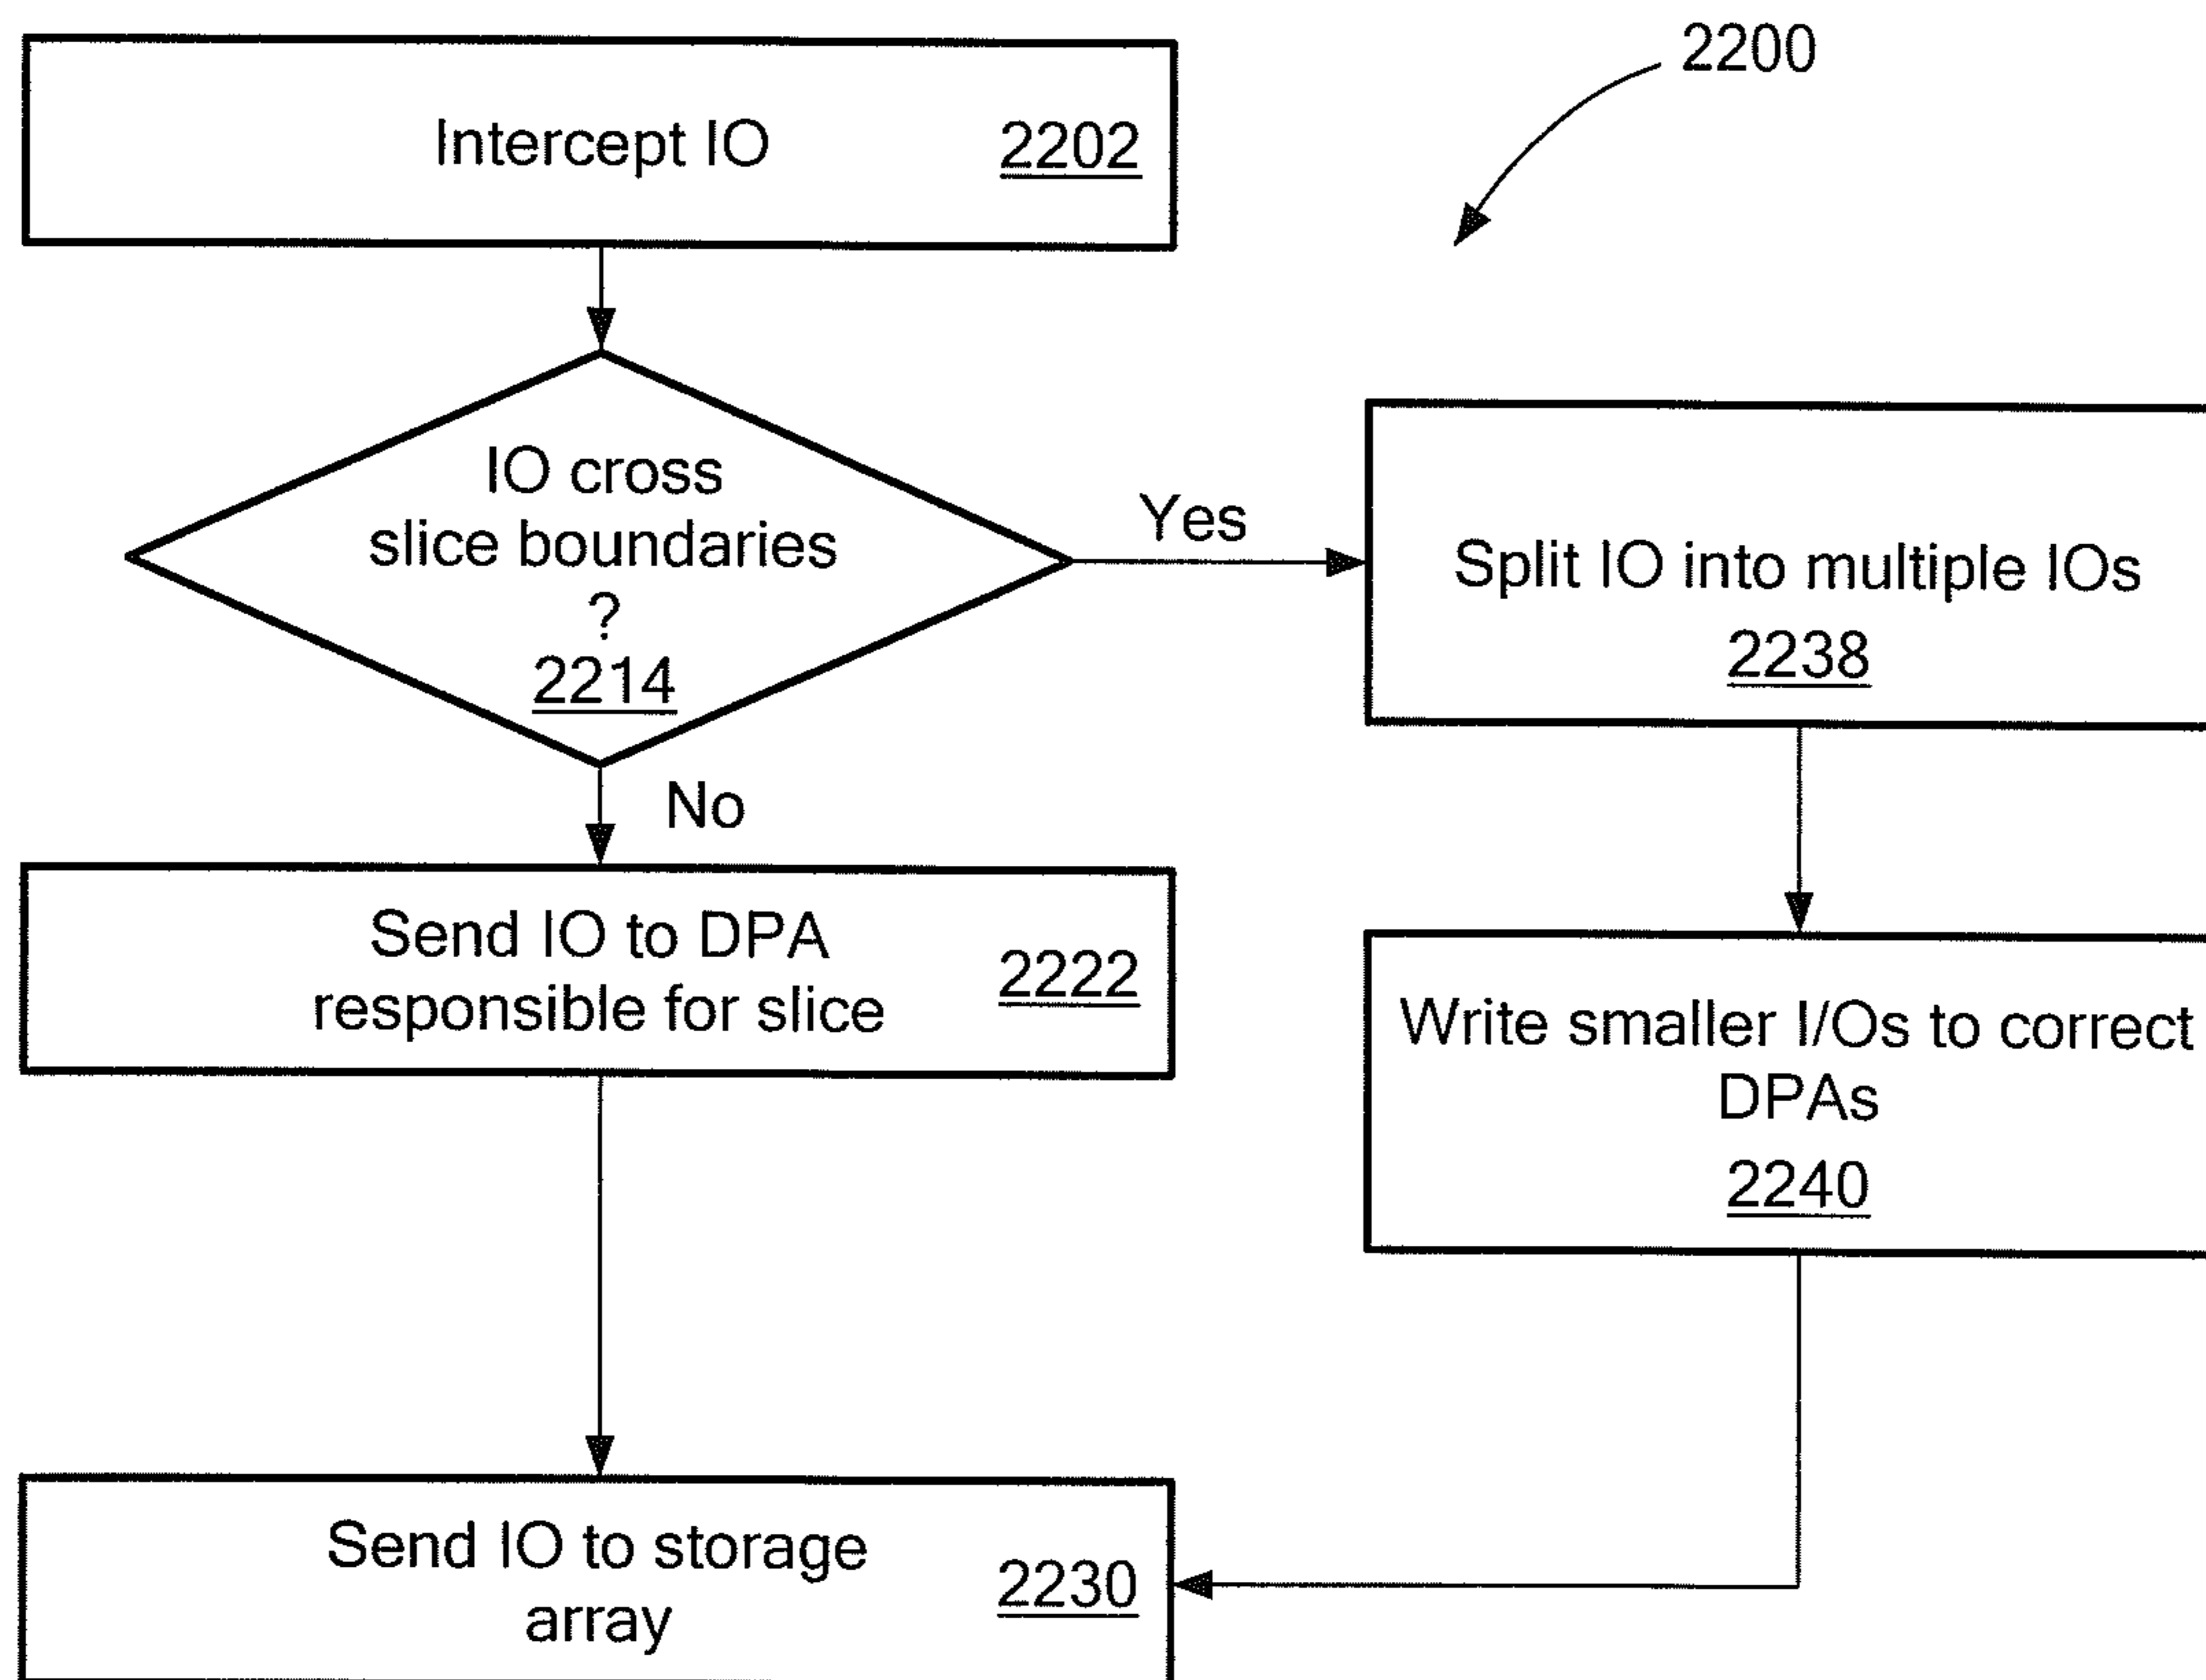 2200
Intercept IO 2202
IO cross
slice boundaries
?
2214
Yes
No
Split IO into multiple IOs
2238
Send IO to DPA
responsible for slice
2222
Write smaller I/Os to correct
DPAs
2240
Send IO to storage
array
2230